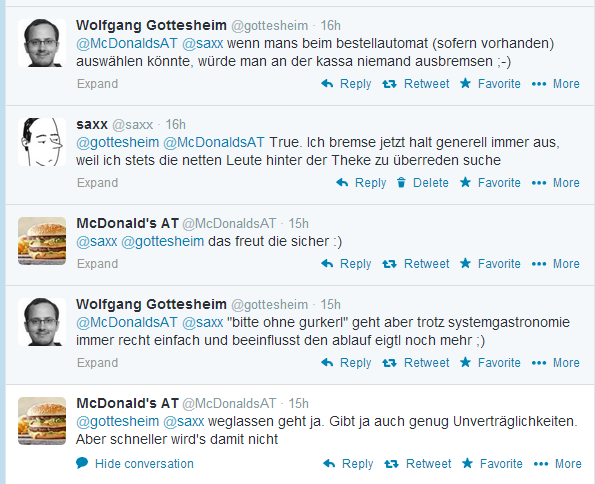 Wolfgang Gottesheim @gottesheim · 16h
@McDonaldsAT @saxx wenn mans beim bestellautomat (sofern vorhanden)
auswählen könnte, würde man an der kassa niemand ausbremsen ;-)
Expand Reply Retweet Favorite More
saxx @saxx · 16h
@gottesheim @McDonaldsAT True. Ich bremse jetzt halt generell immer aus,
weil ich stets die netten Leute hinter der Theke zu überreden suche
Expand Reply Delete Favorite More
McDonald's AT @McDonaldsAT · 15h
@saxx @gottesheim das freut die sicher :)
Expand Reply Retweet Favorite More
Wolfgang Gottesheim @gottesheim · 15h
@McDonaldsAT @saxx "bitte ohne gurkerl" geht aber trotz systemgastronomie
immer recht einfach und beeinflusst den ablauf eigtl noch mehr ;)
Expand Reply Retweet Favorite More
McDonald's AT @McDonaldsAT · 15h
@gottesheim @saxx weglassen geht ja. Gibt ja auch genug Unverträglichkeiten.
Aber schneller wird's damit nicht
Hide conversation Reply Retweet Favorite More